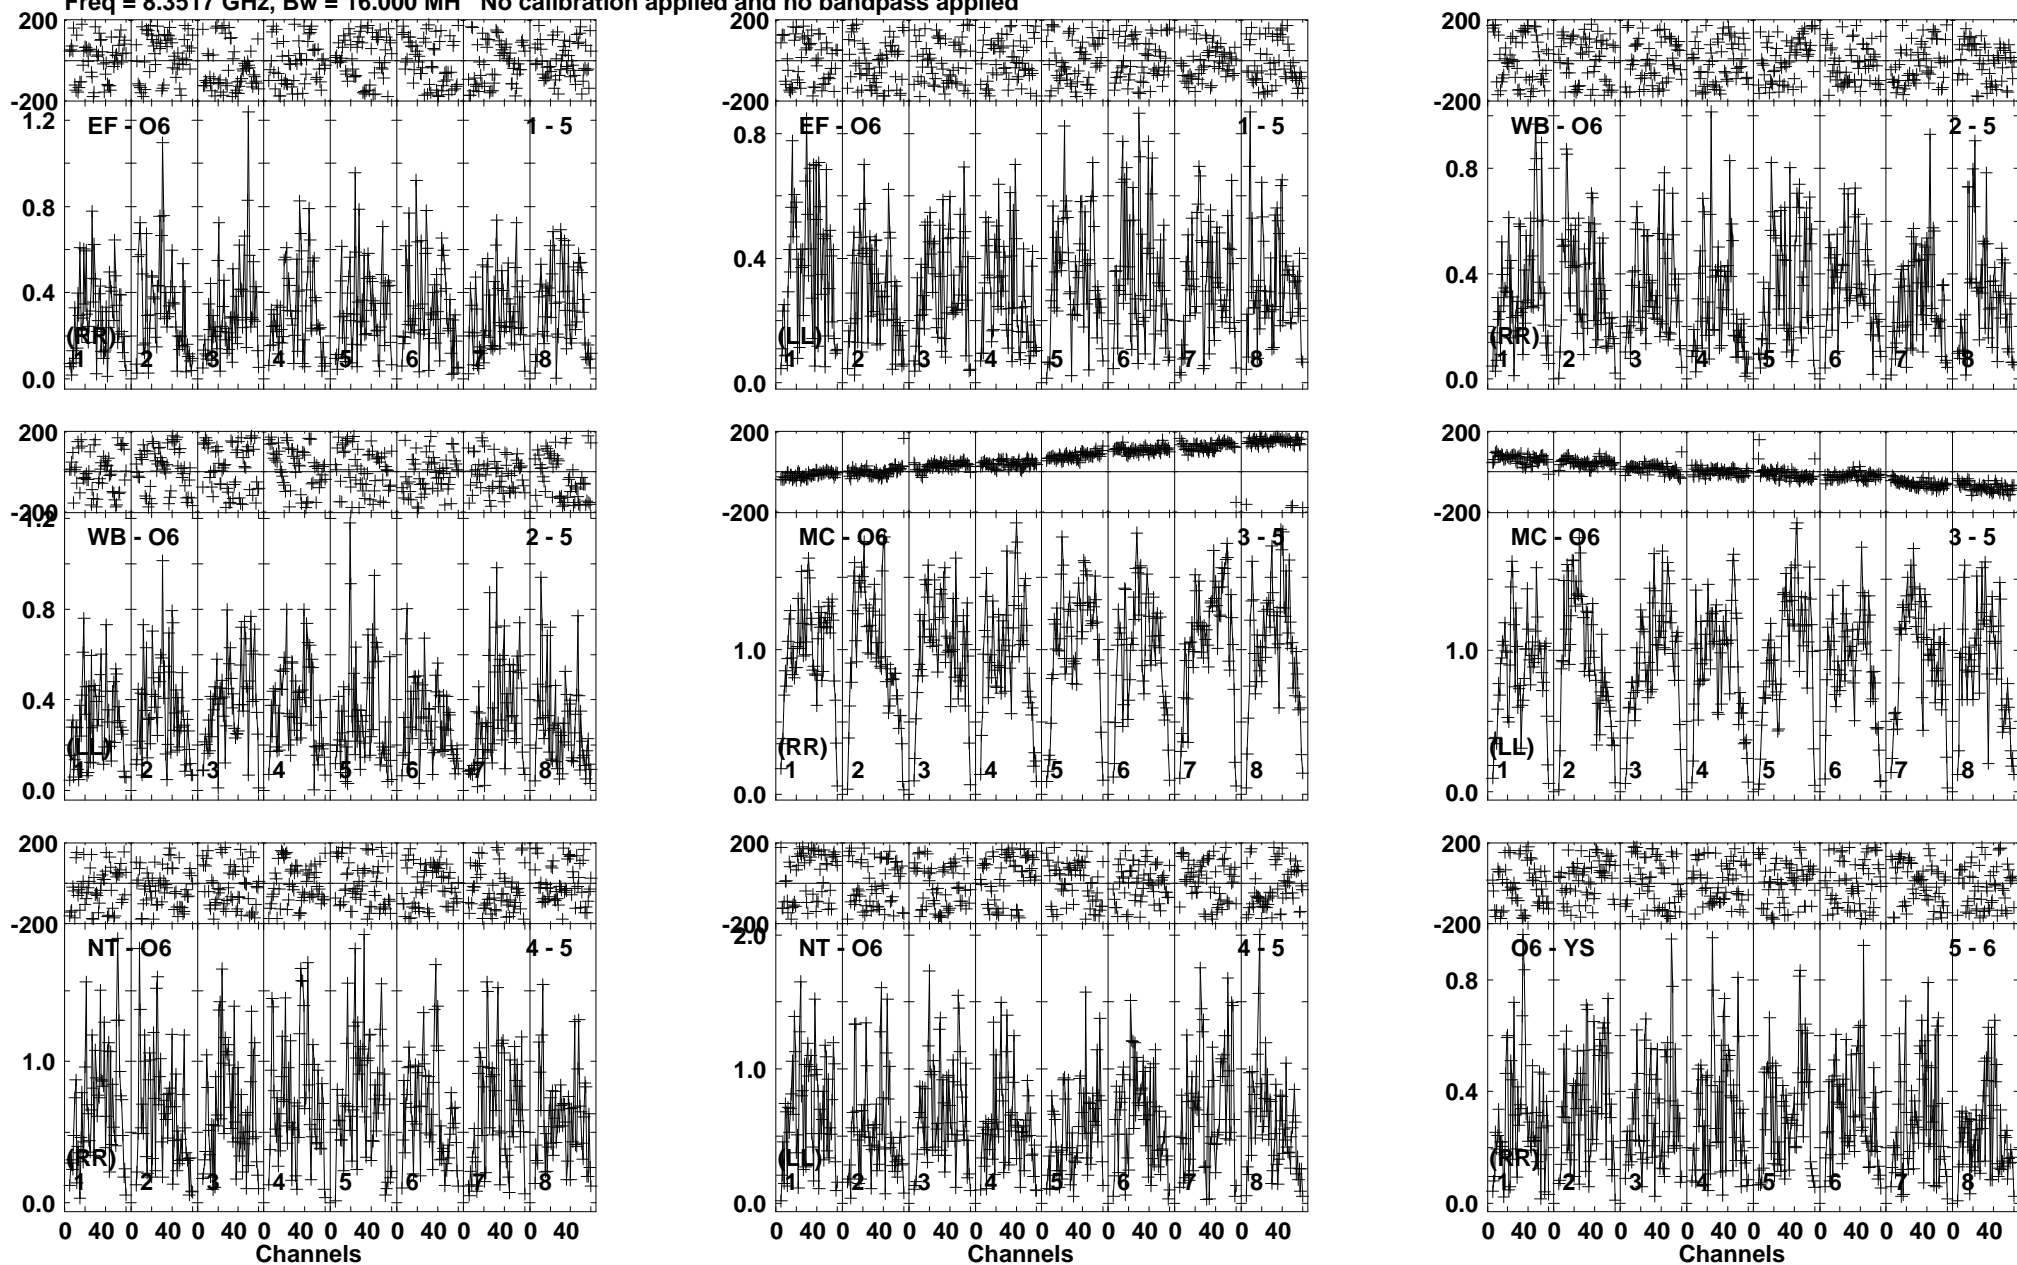 Freq = 8.3517 GHz, Bw = 16.000 MH No calibration applied and no bandpass applied
200 200 200
-200 -200 -200
1.2 EF - O6 1 - 5 0.8 EF - O6 1 - 5 WB - O6 2 - 5
0.8 0.8
0.4 0.4 0.4
(RR) (LL) (RR)
1 2 3 4 5 6 7 8 1 2 3 4 5 6 7 8 1 2 3 4 5 6 7 8
0.0 0.0 0.0
200 200 200
-200 -200 -200
1.2 WB - O6 2 - 5 MC - O6 3 - 5 MC - O6 3 - 5
0.8
1.0 1.0
0.4
(LL) (RR) (LL)
1 2 3 4 5 6 7 8 1 2 3 4 5 6 7 8 1 2 3 4 5 6 7 8
0.0 0.0 0.0
200 200 200
-200 -200 -200
NT - O6 4 - 5 2.0 NT - O6 4 - 5 O6 - YS 5 - 6
0.8
1.0 1.0
0.4
(RR) (LL) (RR)
1 2 3 4 5 6 7 8 1 2 3 4 5 6 7 8 1 2 3 4 5 6 7 8
0.0 0.0 0.0
0 40 0 40 0 40 0 40 0 40 0 40 0 40 0 40 0 40 0 40 0 40 0 40 0 40 0 40 0 40 0 40 0 40 0 40 0 40 0 40 0 40 0 40 0 40 0 40
Channels Channels Channels